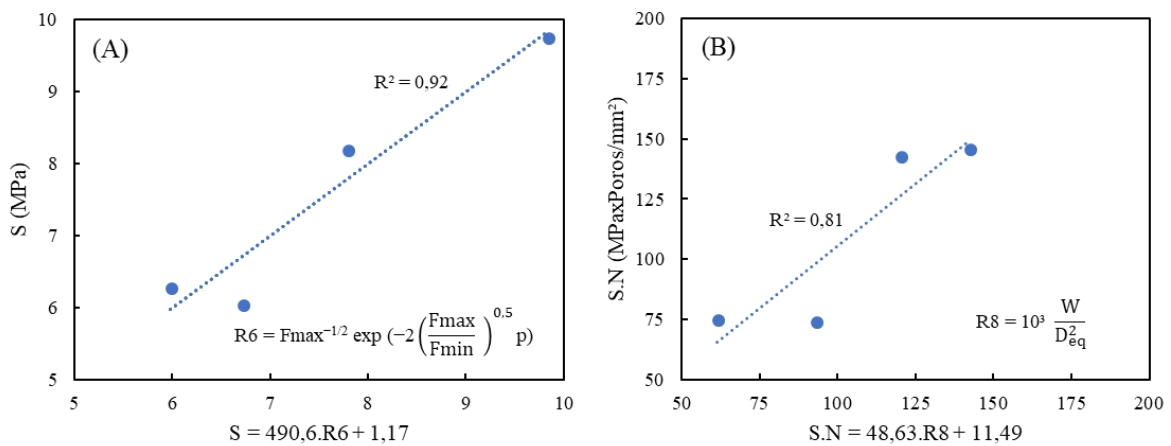 (A)
S (MPa)
10
9
8
7
6
5
R² = 0,92
R6 = Fmax⁻¹/² exp (−2(Fmax/Fmin)^0,5 p)
5 6 7 8 9 10
S = 490,6.R6 + 1,17
(B)
S.N (MPaxPoros/mm²)
200
175
150
125
100
75
50
R² = 0,81
R8 = 10³ W/D²eq
50 75 100 125 150 175 200
S.N = 48,63.R8 + 11,49